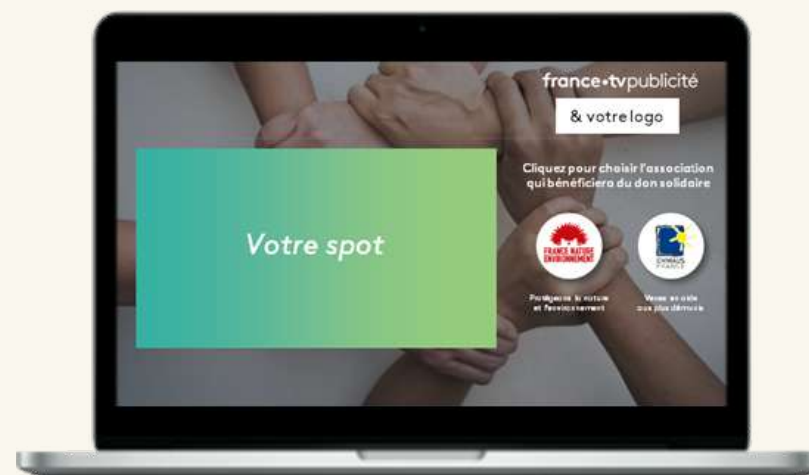 france•tvpublicité
& votre logo
Cliquez pour choisir l'association
qui bénéficiera du don solidaire
Votre spot
FRANCE NATURE
ENVIRONNEMENT
EMMAÜS
FRANCE
Protégeons la nature
et l'environnement
Venez en aide
aux plus démunis